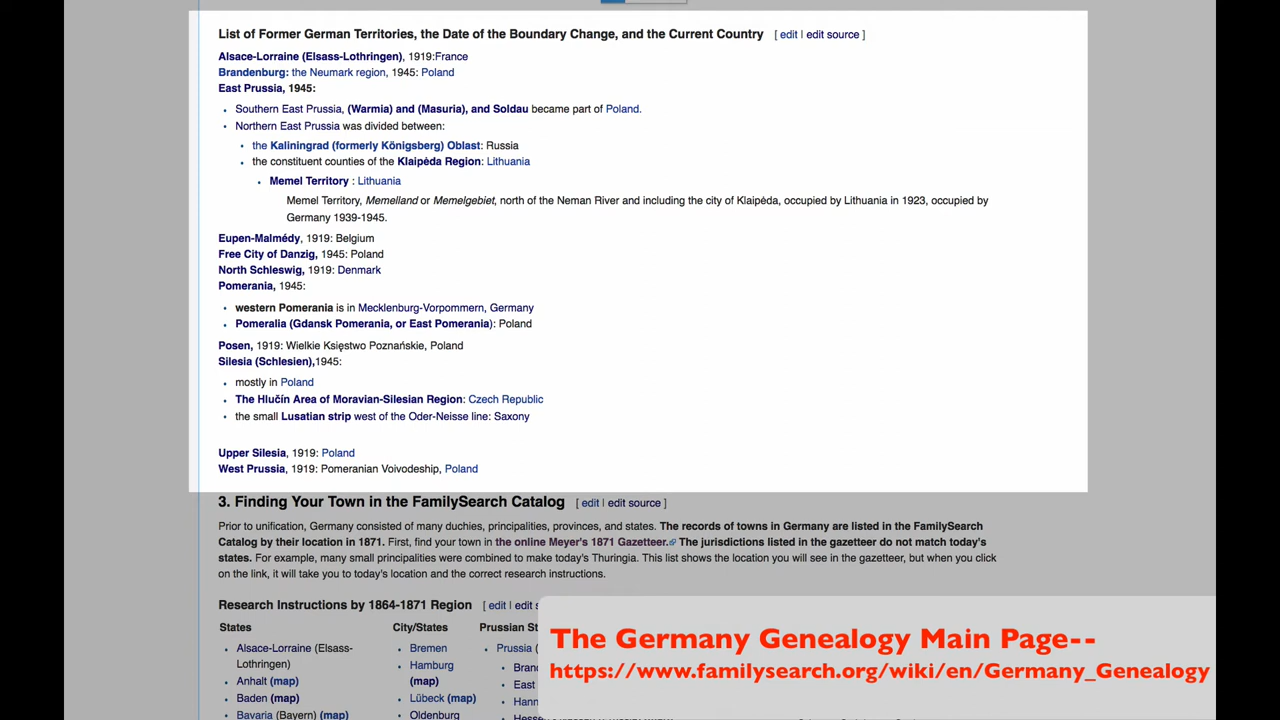 List of Former German Territories, the Date of the Boundary Change, and the Current Country [ edit | edit source ]
Alsace-Lorraine (Elsass-Lothringen), 1919:France
Brandenburg: the Neumark region, 1945: Poland
East Prussia, 1945:
• Southern East Prussia, (Warmia) and (Masuria), and Soldau became part of Poland.
• Northern East Prussia was divided between:
• the Kaliningrad (formerly Königsberg) Oblast: Russia
• the constituent counties of the Klaipėda Region: Lithuania
• Memel Territory : Lithuania
Memel Territory, Memelland or Memelgebiet, north of the Neman River and including the city of Klaipėda, occupied by Lithuania in 1923, occupied by
Germany 1939-1945.
Eupen-Malmédy, 1919: Belgium
Free City of Danzig, 1945: Poland
North Schleswig, 1919: Denmark
Pomerania, 1945:
• western Pomerania is in Mecklenburg-Vorpommern, Germany
• Pomeralia (Gdansk Pomerania, or East Pomerania): Poland
Posen, 1919: Wielkie Księstwo Poznańskie, Poland
Silesia (Schlesien),1945:
• mostly in Poland
• The Hlučín Area of Moravian-Silesian Region: Czech Republic
• the small Lusatian strip west of the Oder-Neisse line: Saxony
Upper Silesia, 1919: Poland
West Prussia, 1919: Pomeranian Voivodeship, Poland
3. Finding Your Town in the FamilySearch Catalog [ edit | edit source ]
Prior to unification, Germany consisted of many duchies, principalities, provinces, and states. The records of towns in Germany are listed in the FamilySearch
Catalog by their location in 1871. First, find your town in the online Meyer's 1871 Gazetteer. The jurisdictions listed in the gazetteer do not match today's
states. For example, many small principalities were combined to make today's Thuringia. This list shows the location you will see in the gazetteer, but when you click
on the link, it will take you to today's location and the correct research instructions.
Research Instructions by 1864-1871 Region [ edit | edit s
States City/States Prussian St
• Alsace-Lorraine (Elsass-
Lothringen)
• Anhalt (map)
• Baden (map)
• Bavaria (Bayern) (map)
• Bremen
• Hamburg
(map)
• Lübeck (map)
• Oldenburg
• Prussia (
• Bran
• East
• Hann
The Germany Genealogy Main Page--
https://www.familysearch.org/wiki/en/Germany_Genealogy